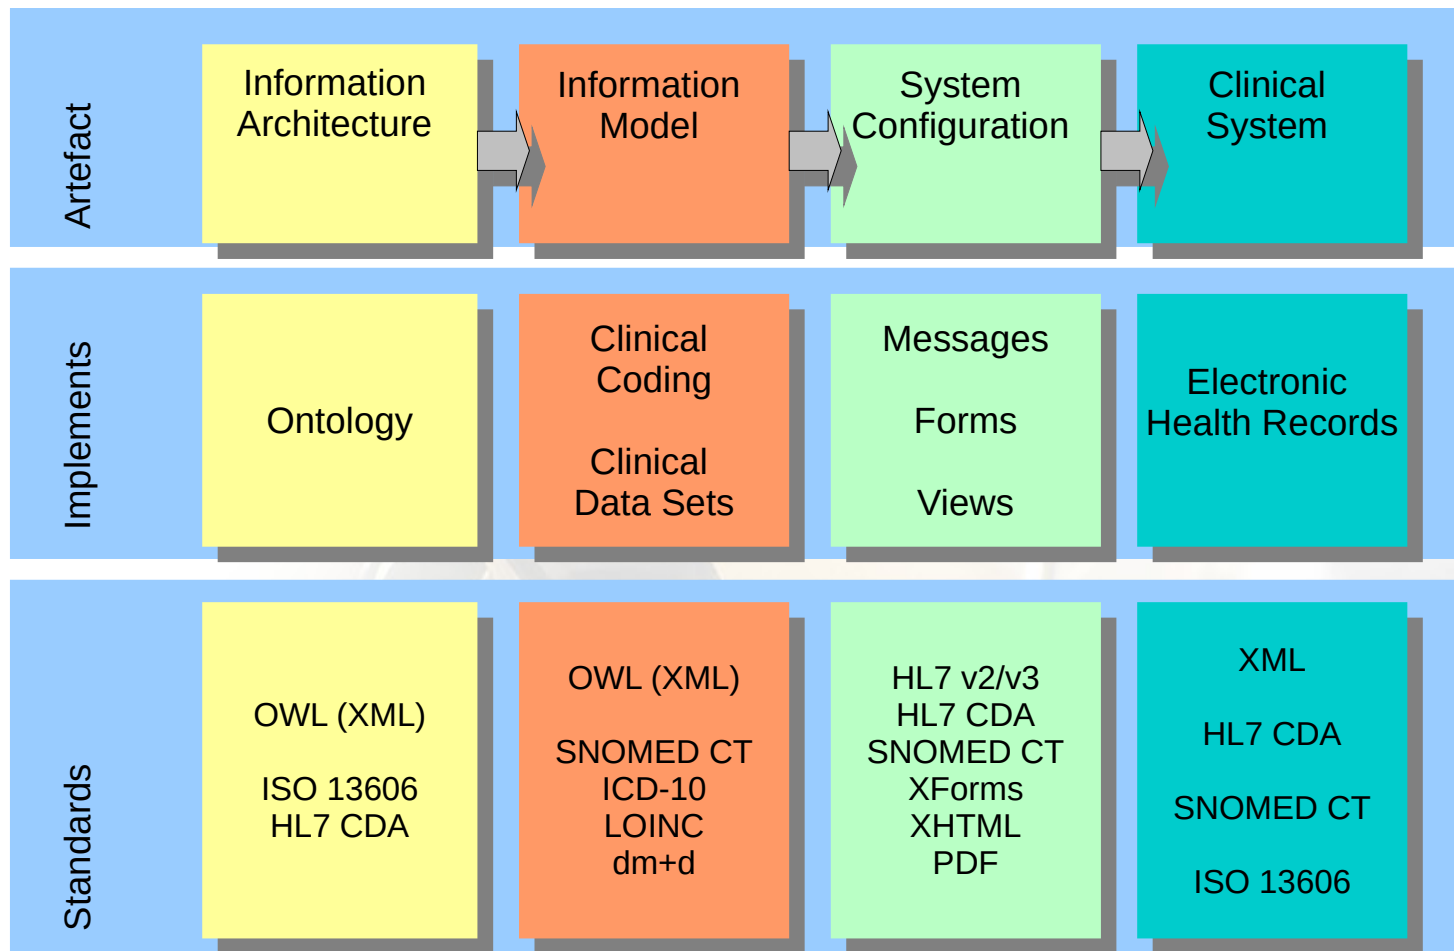 Artefact
Information
Architecture
Information
Model
System
Configuration
Clinical
System
Implements
Ontology
Clinical
Coding
Clinical
Data Sets
Messages
Forms
Views
Electronic
Health Records
Standards
OWL (XML)
ISO 13606
HL7 CDA
OWL (XML)
SNOMED CT
ICD-10
LOINC
dm+d
HL7 v2/v3
HL7 CDA
SNOMED CT
XForms
XHTML
PDF
XML
HL7 CDA
SNOMED CT
ISO 13606